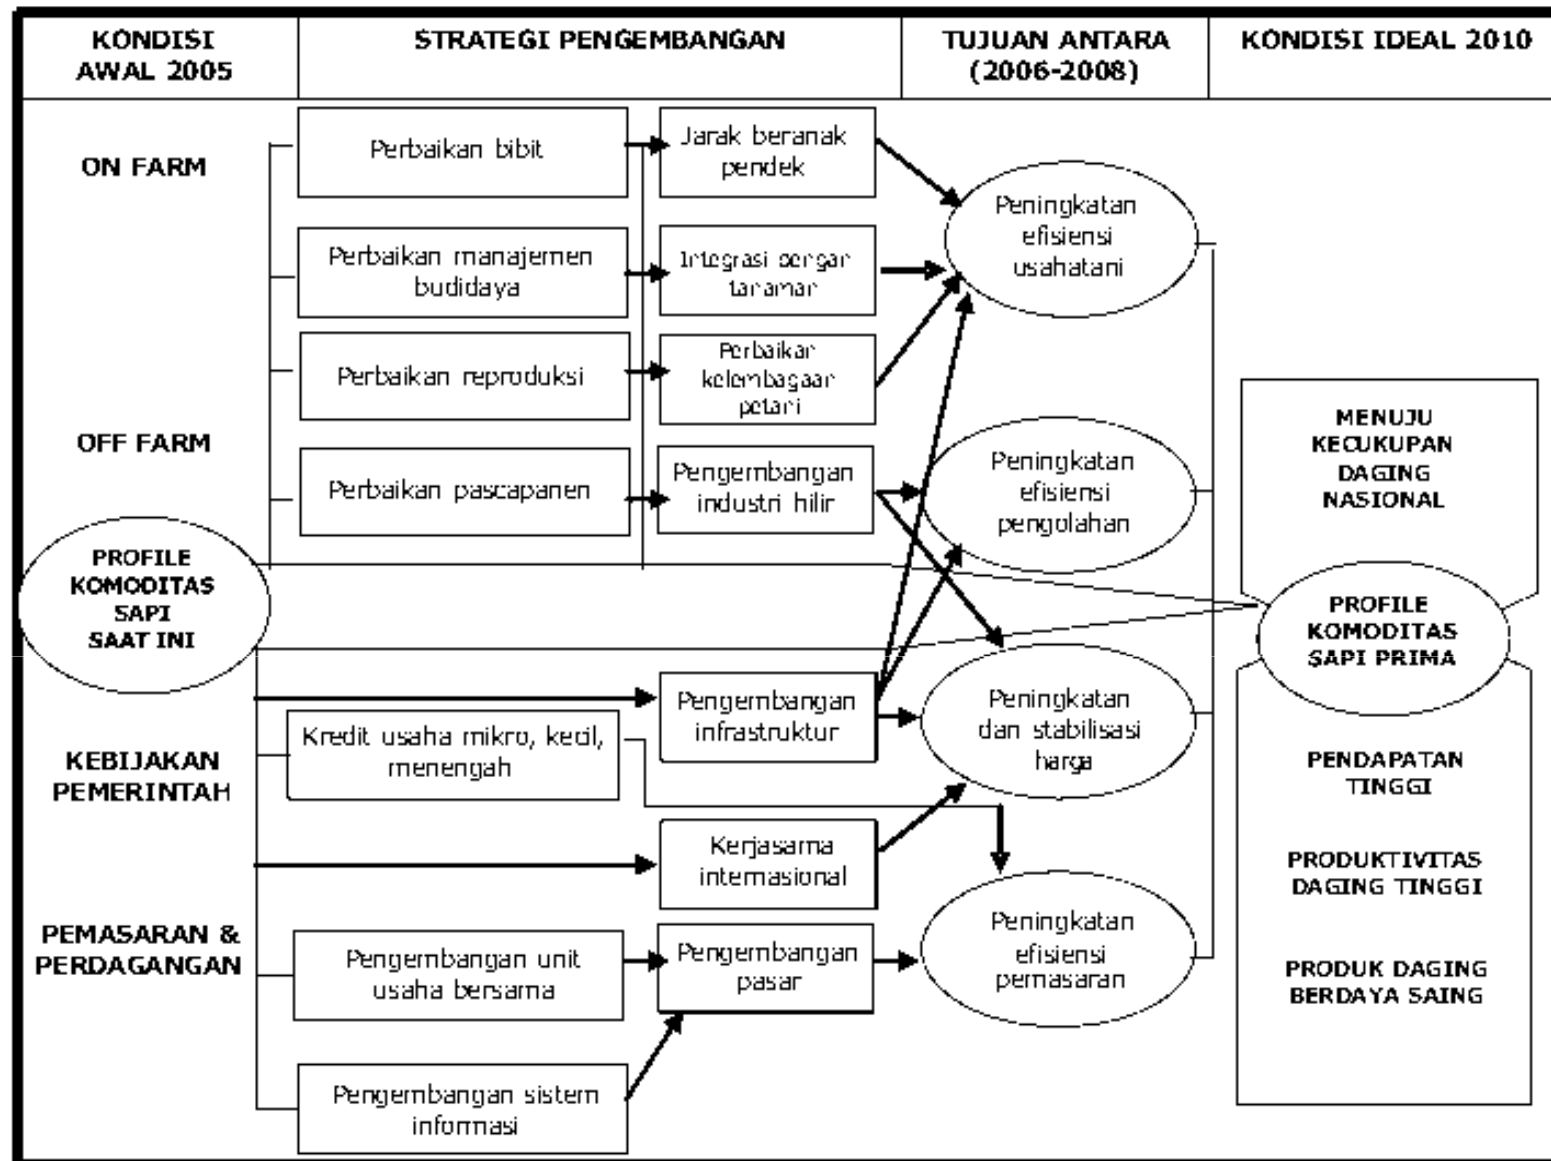 KONDISI
AWAL 2005
STRATEGI PENGEMBANGAN
TUJUAN ANTARA
(2006-2008)
KONDISI IDEAL 2010
ON FARM
OFF FARM
PROFILE
KOMODITAS
SAPI
SAAT INI
KEBIJAKAN
PEMERINTAH
PEMASARAN &
PERDAGANGAN
Perbaikan bibit
Perbaikan manajemen
budidaya
Perbaikan reproduksi
Perbaikan pascapanen
Kredit usaha mikro, kecil,
menengah
Pengembangan unit
usaha bersama
Pengembangan sistem
informasi
Jarak beranak
pendek
Integrasi dengan
tanaman
Perbaikan
kelembagaan
petani
Pengembangan
industri hilir
Pengembangan
infrastruktur
Kerjasama
internasional
Pengembangan
pasar
Peningkatan
efisiensi
usahatani
Peningkatan
efisiensi
pengolahan
Peningkatan
dan stabilisasi
harga
Peningkatan
efisiensi
pemasaran
MENUJU
KECUKUPAN
DAGING
NASIONAL
PROFILE
KOMODITAS
SAPI PRIMA
PENDAPATAN
TINGGI
PRODUKTIVITAS
DAGING TINGGI
PRODUK DAGING
BERDAYA SAING